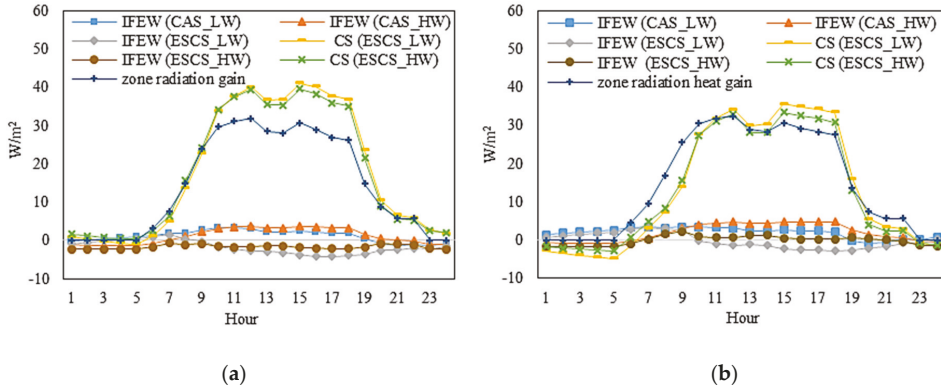 IFEW (CAS_LW) IFEW (CAS_HW)
IFEW (ESCS_LW) CS (ESCS_LW)
IFEW (ESCS_HW) CS (ESCS_HW)
zone radiation gain
60
50
40
30
20
10
0
-10
W/m²
1 3 5 7 9 11 13 15 17 19 21 23
Hour
(a)
IFEW (CAS_LW) IFEW (CAS_HW)
IFEW (ESCS_LW) CS (ESCS_LW)
IFEW (ESCS_HW) CS (ESCS_HW)
zone radiation heat gain
60
50
40
30
20
10
0
-10
W/m²
1 3 5 7 9 11 13 15 17 19 21 23
Hour
(b)